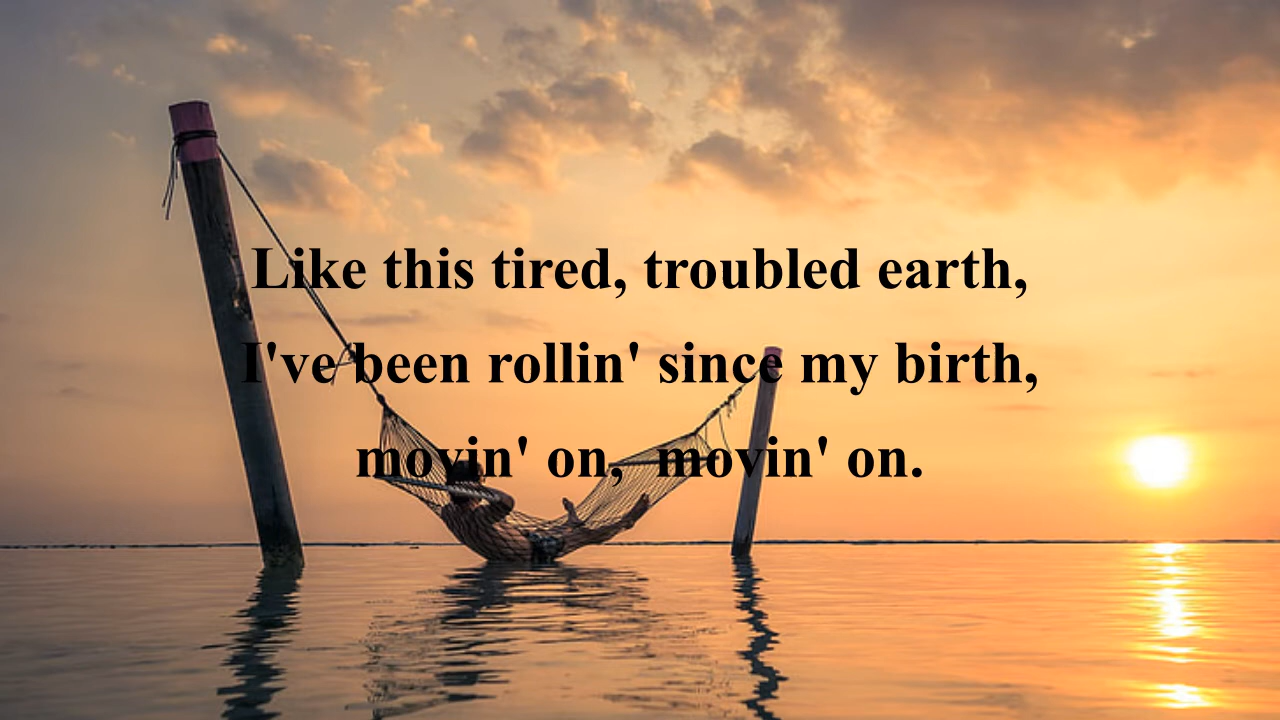 Like this tired, troubled earth,
I've been rollin' since my birth,
movin' on,  movin' on.